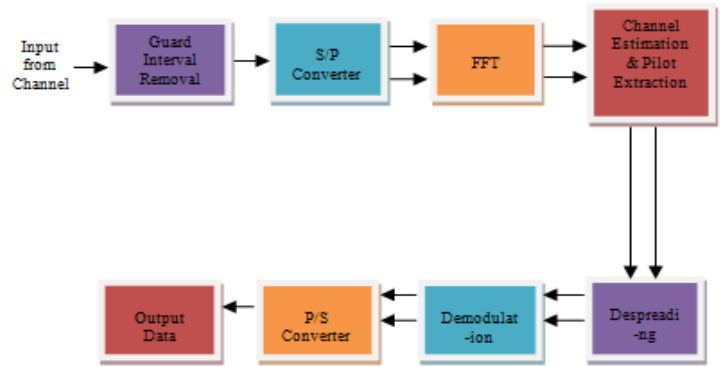 Input
from
Channel
Guard
Interval
Removal
S/P
Converter
FFT
Channel
Estimation
& Pilot
Extraction
Output
Data
P/S
Converter
Demodulat
-ion
Despreadi
-ng